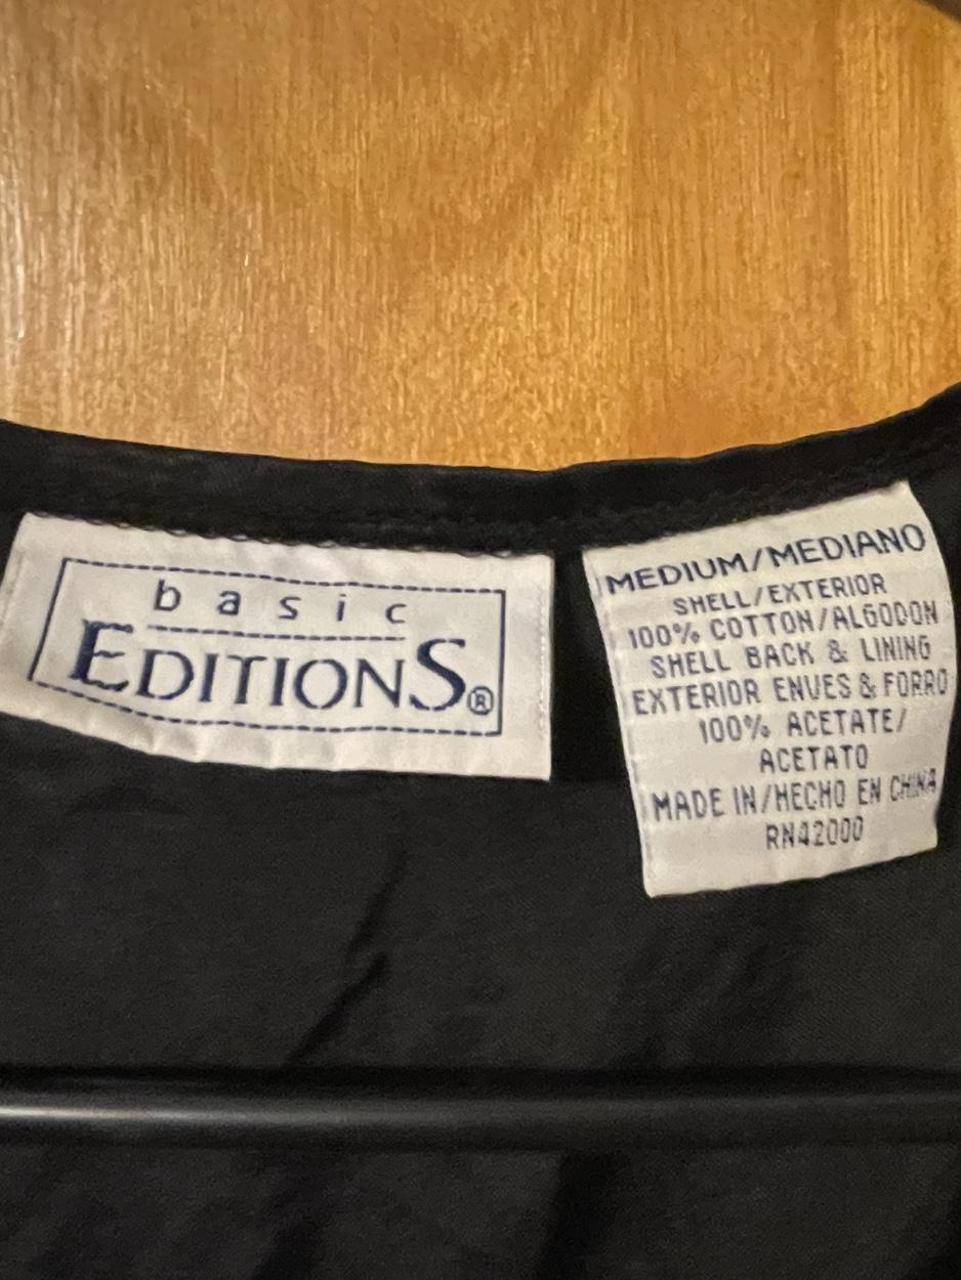 basic
EDITIONS®
MEDIUM/MEDIANO
SHELL/EXTERIOR
100% COTTON/ALGODON
SHELL BACK & LINING
EXTERIOR ENVES & FORRO
100% ACETATE/
ACETATO
MADE IN/HECHO EN CHINA
RN42000